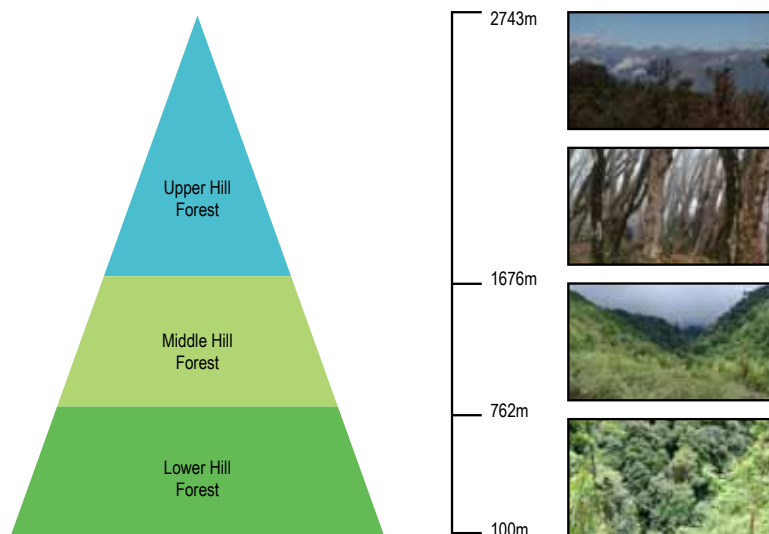 Upper Hill
Forest
Middle Hill
Forest
Lower Hill
Forest
2743m
1676m
762m
100m